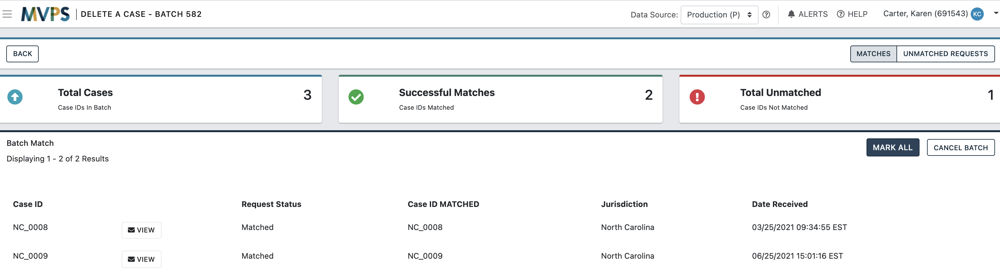 MVPS DELETE A CASE - BATCH 582 Data Source: Production (P) ALERTS HELP Carter, Karen (691543) KC
BACK MATCHES UNMATCHED REQUESTS
Total Cases 3
Case IDs In Batch
Successful Matches 2
Case IDs Matched
Total Unmatched 1
Case IDs Not Matched
Batch Match MARK ALL CANCEL BATCH
Displaying 1 - 2 of 2 Results
Case ID Request Status Case ID MATCHED Jurisdiction Date Received
NC_0008 VIEW Matched NC_0008 North Carolina 03/25/2021 09:34:55 EST
NC_0009 VIEW Matched NC_0009 North Carolina 06/25/2021 15:01:16 EST